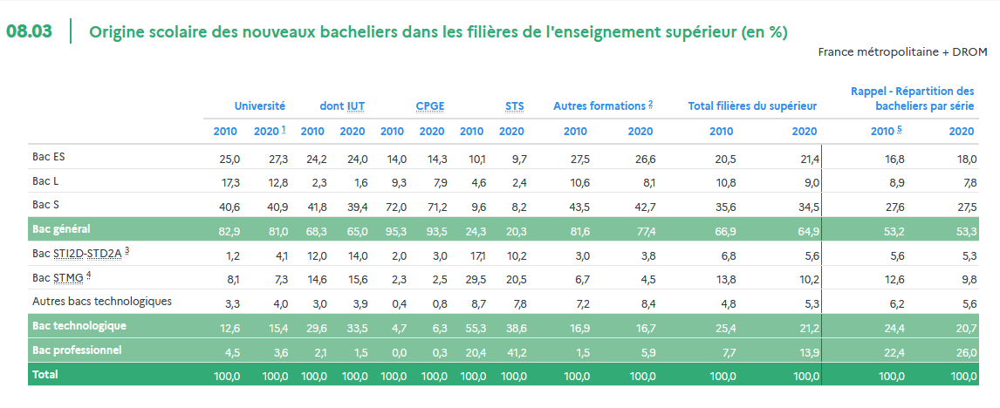 08.03 Origine scolaire des nouveaux bacheliers dans les filières de l'enseignement supérieur (en %)
France métropolitaine + DROM
Université dont IUT CPGE STS Autres formations 2 Total filières du supérieur Rappel - Répartition des bacheliers par série
2010 2020 1 2010 2020 2010 2020 2010 2020 2010 2020 2010 2020 2010 5 2020
Bac ES 25,0 27,3 24,2 24,0 14,0 14,3 10,1 9,7 27,5 26,6 20,5 21,4 16,8 18,0
Bac L 17,3 12,8 2,3 1,6 9,3 7,9 4,6 2,4 10,6 8,1 10,8 9,0 8,9 7,8
Bac S 40,6 40,9 41,8 39,4 72,0 71,2 9,6 8,2 43,5 42,7 35,6 34,5 27,6 27,5
Bac général 82,9 81,0 68,3 65,0 95,3 93,5 24,3 20,3 81,6 77,4 66,9 64,9 53,2 53,3
Bac STI2D-STD2A 3 1,2 4,1 12,0 14,0 2,0 3,0 17,1 10,2 3,0 3,8 6,8 5,6 5,6 5,3
Bac STMG 4 8,1 7,3 14,6 15,6 2,3 2,5 29,5 20,5 6,7 4,5 13,8 10,2 12,6 9,8
Autres bacs technologiques 3,3 4,0 3,0 3,9 0,4 0,8 8,7 7,8 7,2 8,4 4,8 5,3 6,2 5,6
Bac technologique 12,6 15,4 29,6 33,5 4,7 6,3 55,3 38,6 16,9 16,7 25,4 21,2 24,4 20,7
Bac professionnel 4,5 3,6 2,1 1,5 0,0 0,3 20,4 41,2 1,5 5,9 7,7 13,9 22,4 26,0
Total 100,0 100,0 100,0 100,0 100,0 100,0 100,0 100,0 100,0 100,0 100,0 100,0 100,0 100,0